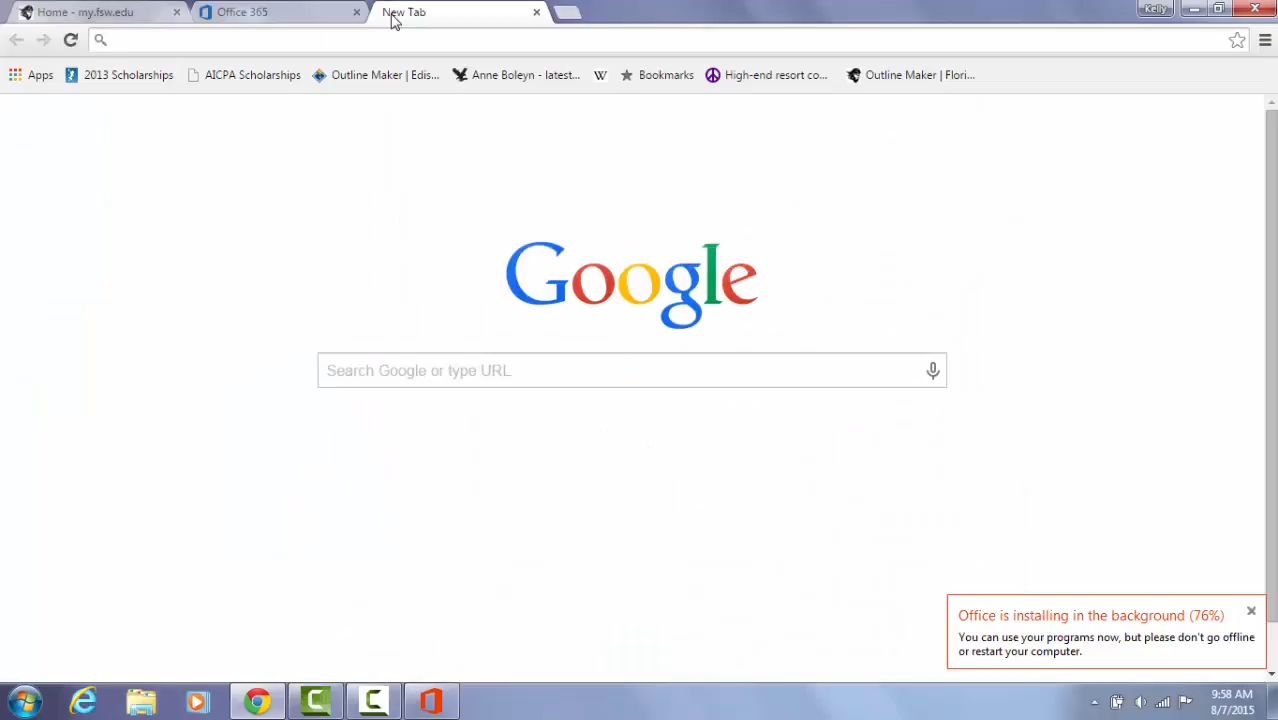 Home - my.fsw.edu
Office 365
New Tab
Kelly
Apps
2013 Scholarships
AICPA Scholarships
Outline Maker | Edis...
Anne Boleyn - latest...
W
Bookmarks
High-end resort co...
Outline Maker | Flori...
Google
Search Google or type URL
Office is installing in the background (76%)
You can use your programs now, but please don't go offline
or restart your computer.
9:58 AM
8/7/2015